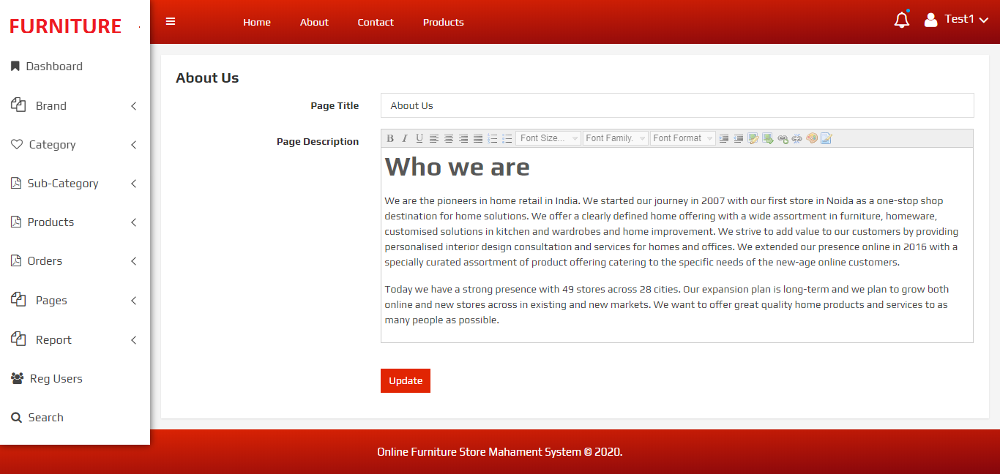 FURNITURE
Home About Contact Products
Test1
Dashboard
Brand
Category
Sub-Category
Products
Orders
Pages
Report
Reg Users
Search
About Us
Page Title
About Us
Page Description
B I U Font Size... Font Family. Font Format
Who we are
We are the pioneers in home retail in India. We started our journey in 2007 with our first store in Noida as a one-stop shop
destination for home solutions. We offer a clearly defined home offering with a wide assortment in furniture, homeware,
customised solutions in kitchen and wardrobes and home improvement. We strive to add value to our customers by providing
personalised interior design consultation and services for homes and offices. We extended our presence online in 2016 with a
specially curated assortment of product offering catering to the specific needs of the new-age online customers.
Today we have a strong presence with 49 stores across 28 cities. Our expansion plan is long-term and we plan to grow both
online and new stores across in existing and new markets. We want to offer great quality home products and services to as
many people as possible.
Update
Online Furniture Store Mahament System © 2020.